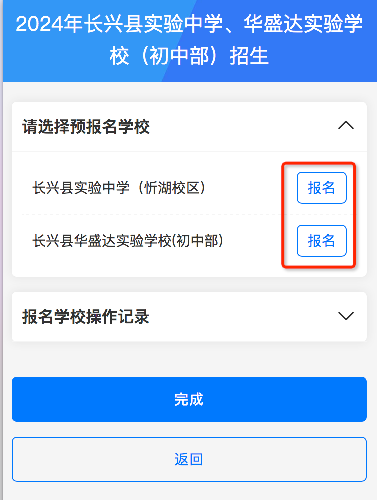 2024年长兴县实验中学、华盛达实验学
校（初中部）招生
请选择预报名学校
长兴县实验中学（忻湖校区）
报名
长兴县华盛达实验学校(初中部)
报名
报名学校操作记录
完成
返回